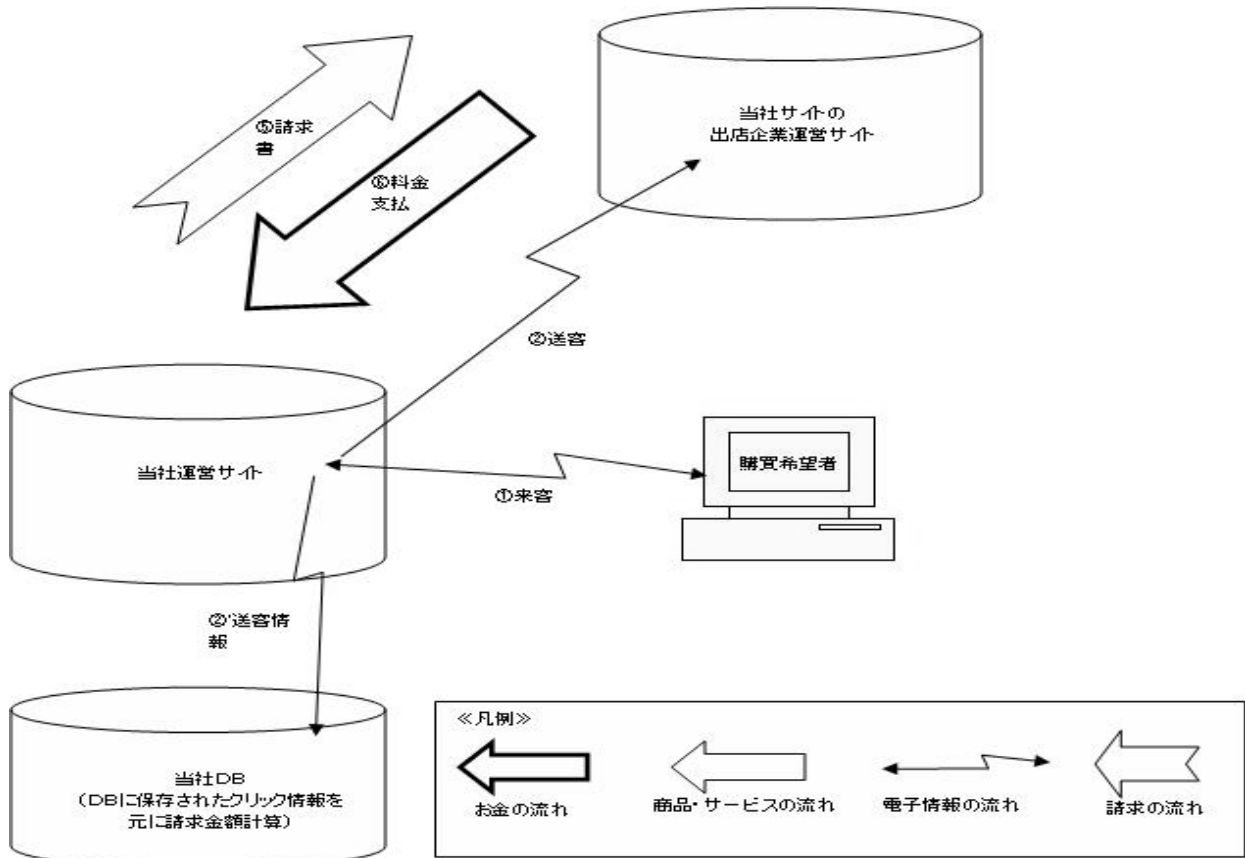 ⑤請求
書
⑥料金
支払
当社サイトの
出店企業運営サイト
②送客
当社運営サイト
購買希望者
①来客
②'送客情
報
当社DB
(DBに保存されたクリック情報を
元に請求金額計算)
≪凡例≫
お金の流れ
商品・サービスの流れ
電子情報の流れ
請求の流れ